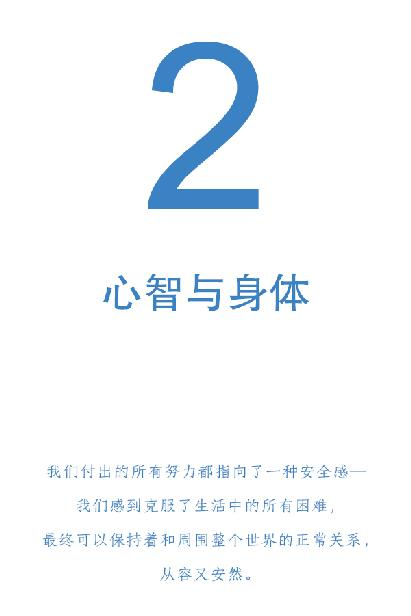 2
心智与身体
我们付出的所有努力都指向了一种安全感—
我们感到克服了生活中的所有困难，
最终可以保持着和周围整个世界的正常关系，
从容又安然。